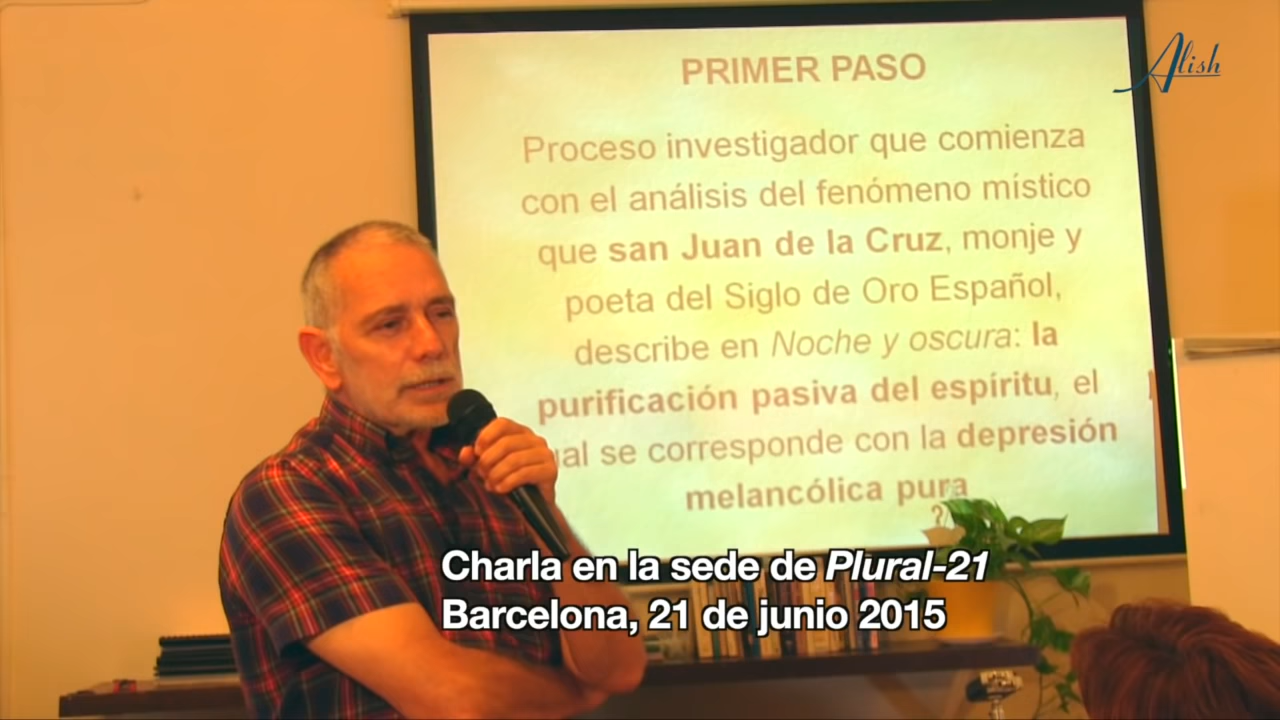 Alish
PRIMER PASO
Proceso investigador que comienza
con el análisis del fenómeno místico
que san Juan de la Cruz, monje y
poeta del Siglo de Oro Español,
describe en Noche y oscura: la
purificación pasiva del espíritu, el
se corresponde con la depresión
melancólica pura
Charla en la sede de Plural-21
Barcelona, 21 de junio 2015